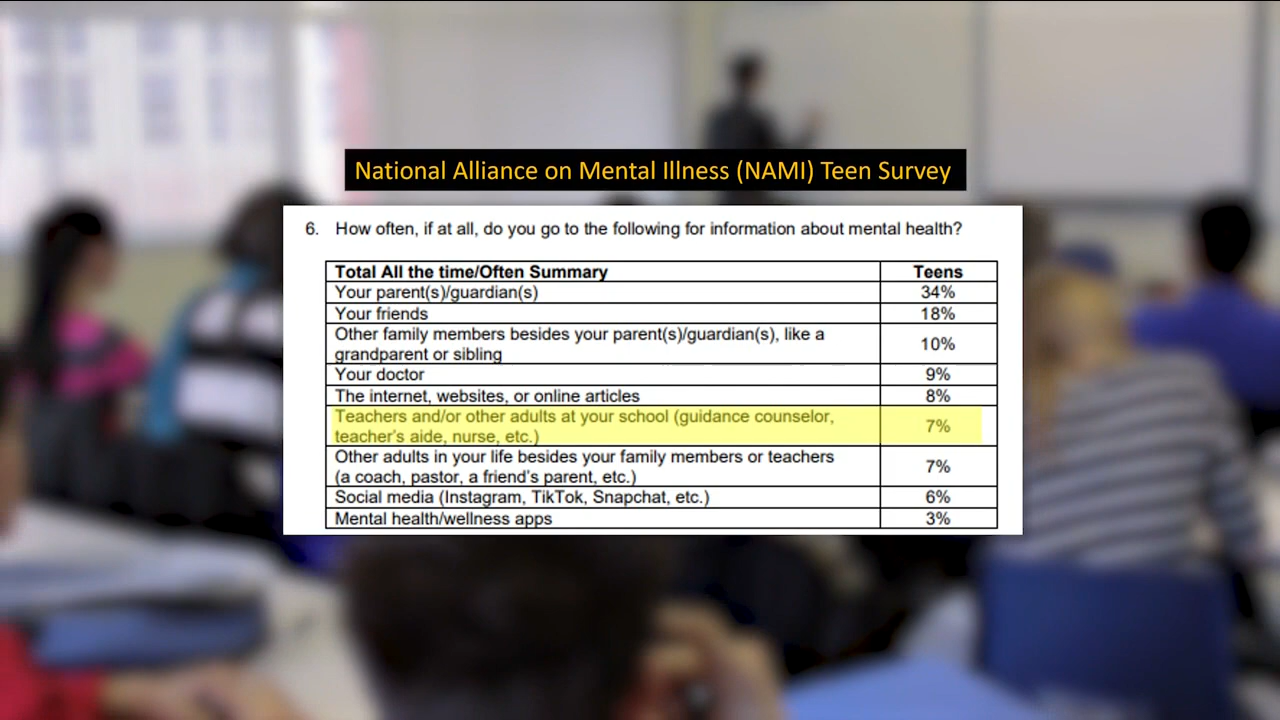 National Alliance on Mental Illness (NAMI) Teen Survey
6. How often, if at all, do you go to the following for information about mental health?
Total All the time/Often Summary Teens
Your parent(s)/guardian(s) 34%
Your friends 18%
Other family members besides your parent(s)/guardian(s), like a
grandparent or sibling 10%
Your doctor 9%
The internet, websites, or online articles 8%
Teachers and/or other adults at your school (guidance counselor,
teacher's aide, nurse, etc.) 7%
Other adults in your life besides your family members or teachers
(a coach, pastor, a friend's parent, etc.) 7%
Social media (Instagram, TikTok, Snapchat, etc.) 6%
Mental health/wellness apps 3%